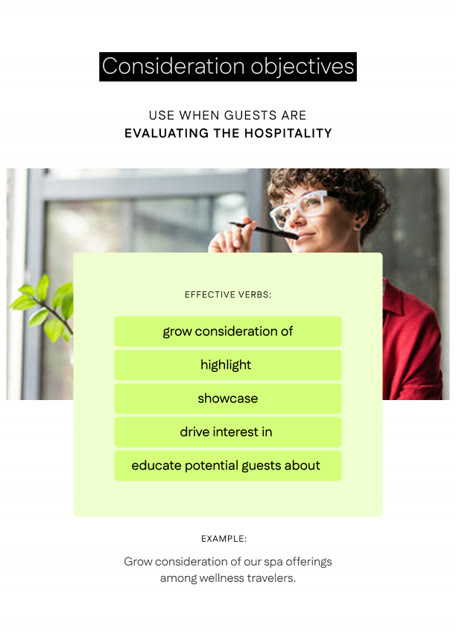 Consideration objectives
USE WHEN GUESTS ARE
EVALUATING THE HOSPITALITY
EFFECTIVE VERBS:
grow consideration of
highlight
showcase
drive interest in
educate potential guests about
EXAMPLE:
Grow consideration of our spa offerings
among wellness travelers.